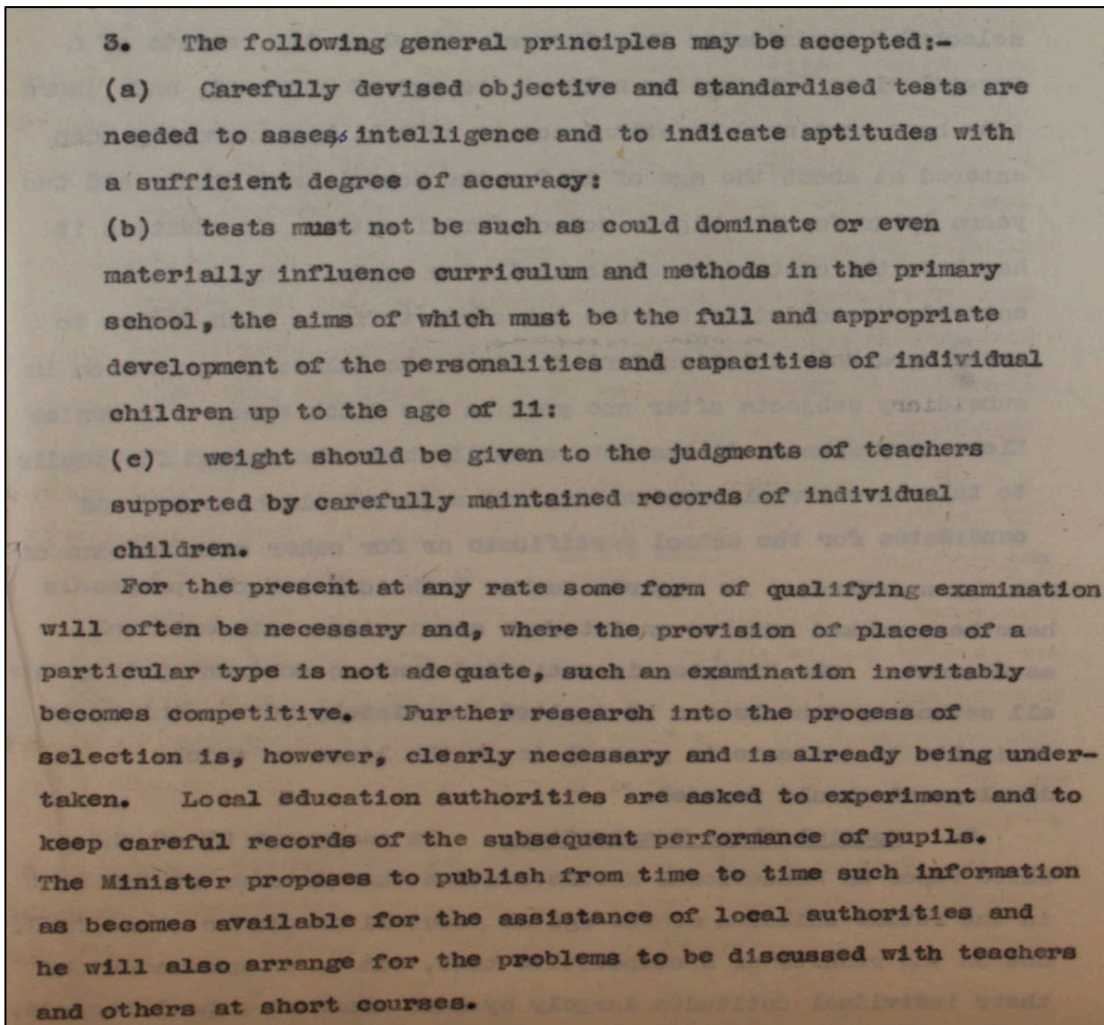 3. The following general principles may be accepted:-
(a) Carefully devised objective and standardised tests are
needed to assess intelligence and to indicate aptitudes with
a sufficient degree of accuracy:
(b) tests must not be such as could dominate or even
materially influence curriculum and methods in the primary
school, the aims of which must be the full and appropriate
development of the personalities and capacities of individual
children up to the age of 11:
(c) weight should be given to the judgments of teachers
supported by carefully maintained records of individual
children.
For the present at any rate some form of qualifying examination
will often be necessary and, where the provision of places of a
particular type is not adequate, such an examination inevitably
becomes competitive. Further research into the process of
selection is, however, clearly necessary and is already being under-
taken. Local education authorities are asked to experiment and to
keep careful records of the subsequent performance of pupils.
The Minister proposes to publish from time to time such information
as becomes available for the assistance of local authorities and
he will also arrange for the problems to be discussed with teachers
and others at short courses.